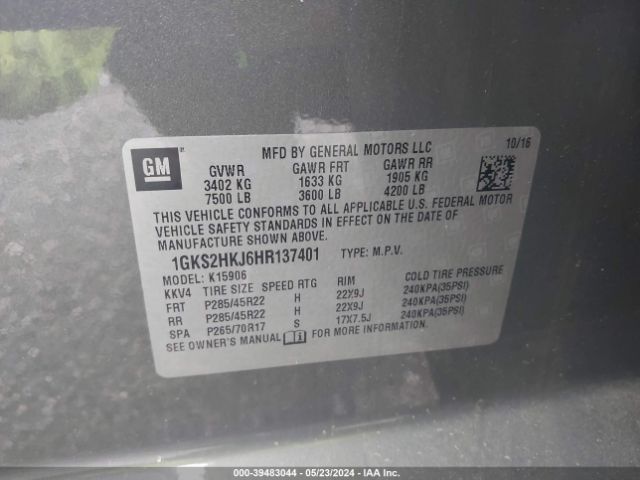 GM
MFD BY GENERAL MOTORS LLC
10/16
GVWR GAWR FRT GAWR RR
3402 KG 1633 KG 1905 KG
7500 LB 3600 LB 4200 LB
THIS VEHICLE CONFORMS TO ALL APPLICABLE U.S. FEDERAL MOTOR
VEHICLE SAFETY STANDARDS IN EFFECT ON THE DATE OF
MANUFACTURE SHOWN ABOVE.
1GKS2HKJ6HR137401 TYPE: M.P.V.
MODEL: K15906
KKV4 TIRE SIZE SPEED RTG RIM COLD TIRE PRESSURE
FRT P285/45R22 H 22X9J 240KPA(35PSI)
RR P285/45R22 H 22X9J 240KPA(35PSI)
SPA P265/70R17 S 17X7.5J 240KPA(35PSI)
SEE OWNER'S MANUAL FOR MORE INFORMATION
000-39483044 — 05/23/2024 — IAA Inc.